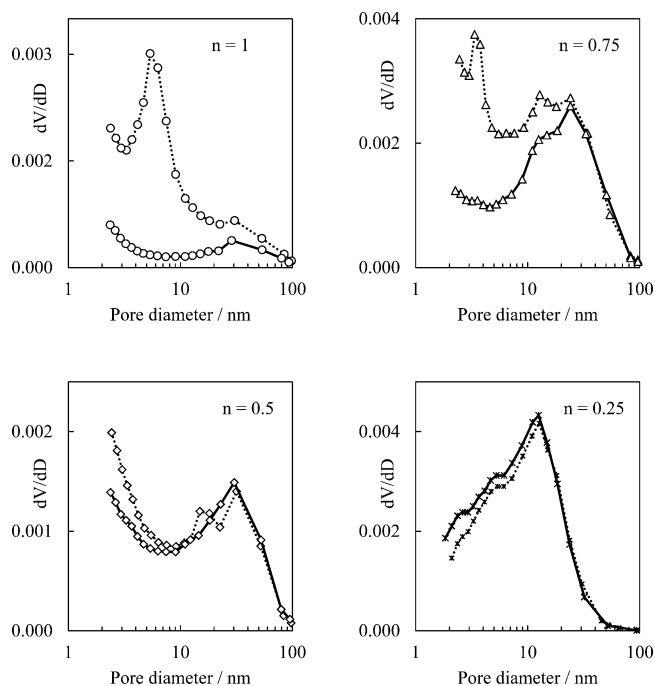 n = 1
0.003
0.002
0.000
dV/dD
1 10 100
Pore diameter / nm
n = 0.75
0.004
0.002
0.000
dV/dD
1 10 100
Pore diameter / nm
n = 0.5
0.002
0.001
0.000
dV/dD
1 10 100
Pore diameter / nm
n = 0.25
0.004
0.002
0.000
dV/dD
1 10 100
Pore diameter / nm